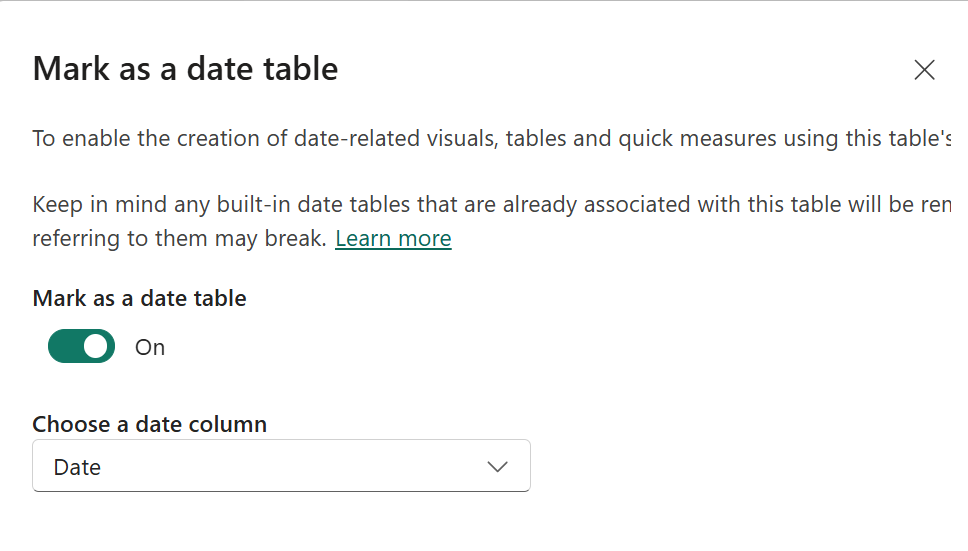 Mark as a date table
To enable the creation of date-related visuals, tables and quick measures using this table's
Keep in mind any built-in date tables that are already associated with this table will be
referring to them may break. Learn more
Mark as a date table
On
Choose a date column
Date